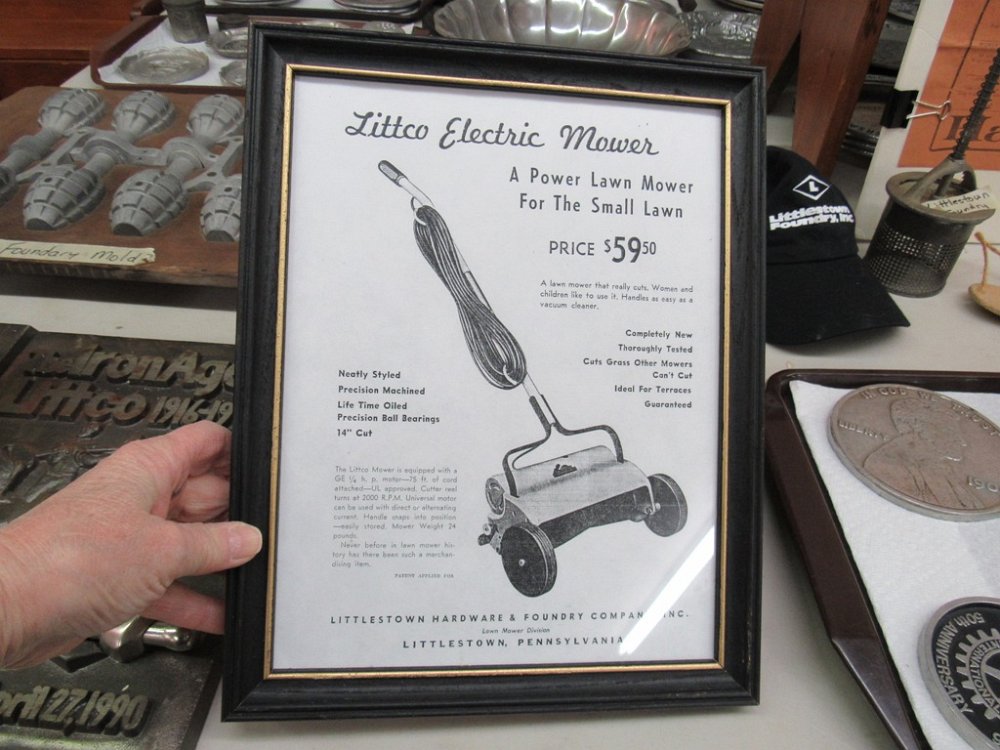 Littco Electric Mower
A Power Lawn Mower
For The Small Lawn
PRICE $59.50
A lawn mower that really cuts. Women and
children like to use it. Handles as easy as a
vacuum cleaner.
Completely New
Thoroughly Tested
Cuts Grass Other Mowers
Can't Cut
Ideal For Terraces
Guaranteed
Neatly Styled
Precision Machined
Life Time Oiled
Precision Ball Bearings
14" Cut
The Littco Mower is equipped with a
GE ¼ h. p. motor—75 ft. of cord
attached—UL approved. Cutter reel
turns at 2000 R.P.M. Universal motor
can be used with direct or alternating
current. Handle snaps into position
—easily stored. Mower Weight 24
pounds.
Never before in lawn mower his-
tory has there been such a merchan-
dising item.
PATENT APPLIED FOR
LITTLESTOWN HARDWARE & FOUNDRY COMPANY INC.
Lawn Mower Division
LITTLESTOWN, PENNSYLVANIA
Foundary Mold
Iron Age
Littco 1916-19
April 27, 1990
L
Littlestown
Foundry, Inc
Littlestown
Foundry
LIBERTY
50TH ANNIVERSARY